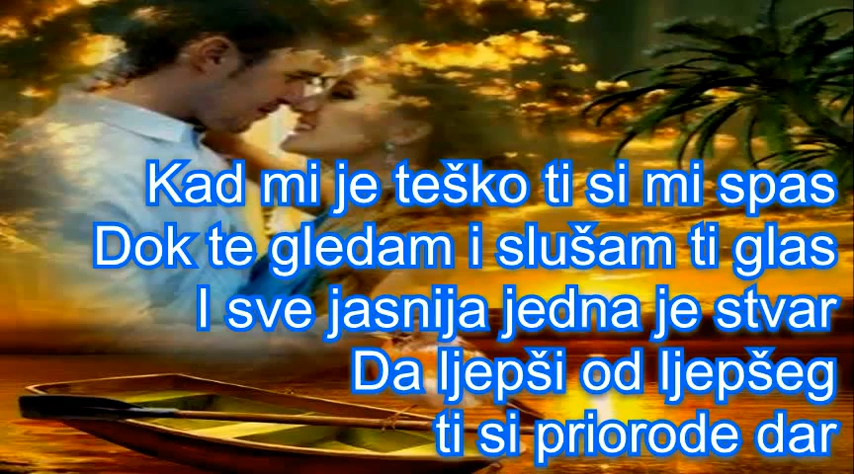 Kad mi je teško ti si mi spas
Dok te gledam i slušam ti glas
I sve jasnija jedna je stvar
Da ljepši od ljepšeg
ti si priorode dar